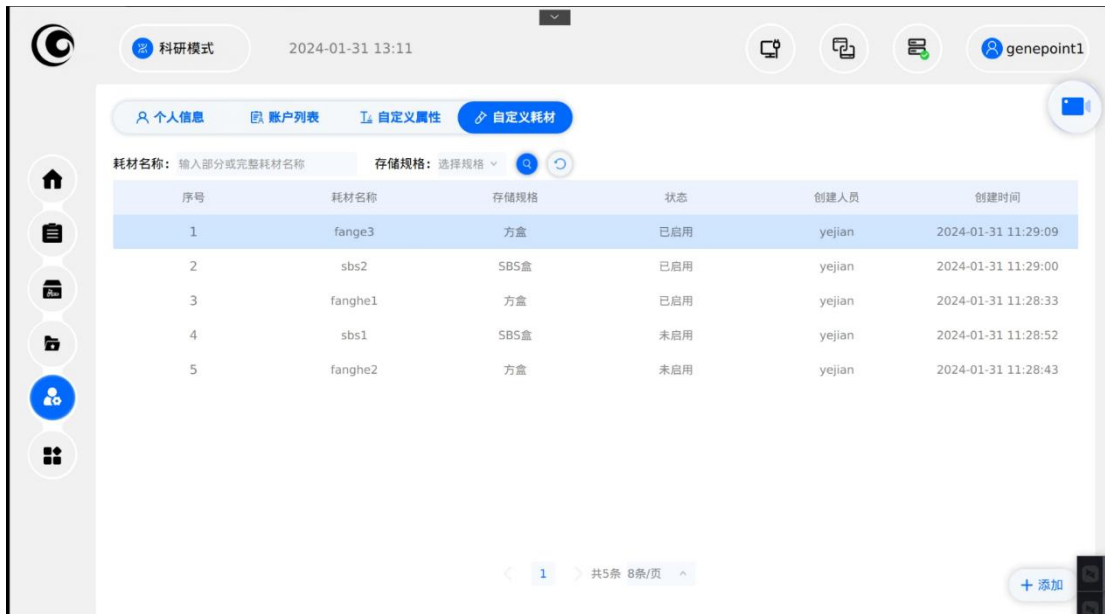 科研模式 2024-01-31 13:11 genepoint1
个人信息 账户列表 自定义属性 自定义耗材
耗材名称: 输入部分或完整耗材名称 存储规格: 选择规格
序号 耗材名称 存储规格 状态 创建人员 创建时间
1 fange3 方盒 已启用 yejian 2024-01-31 11:29:09
2 sbs2 SBS盒 已启用 yejian 2024-01-31 11:29:00
3 fanghe1 方盒 已启用 yejian 2024-01-31 11:28:33
4 sbs1 SBS盒 未启用 yejian 2024-01-31 11:28:52
5 fanghe2 方盒 未启用 yejian 2024-01-31 11:28:43
1 共5条 8条/页
+ 添加